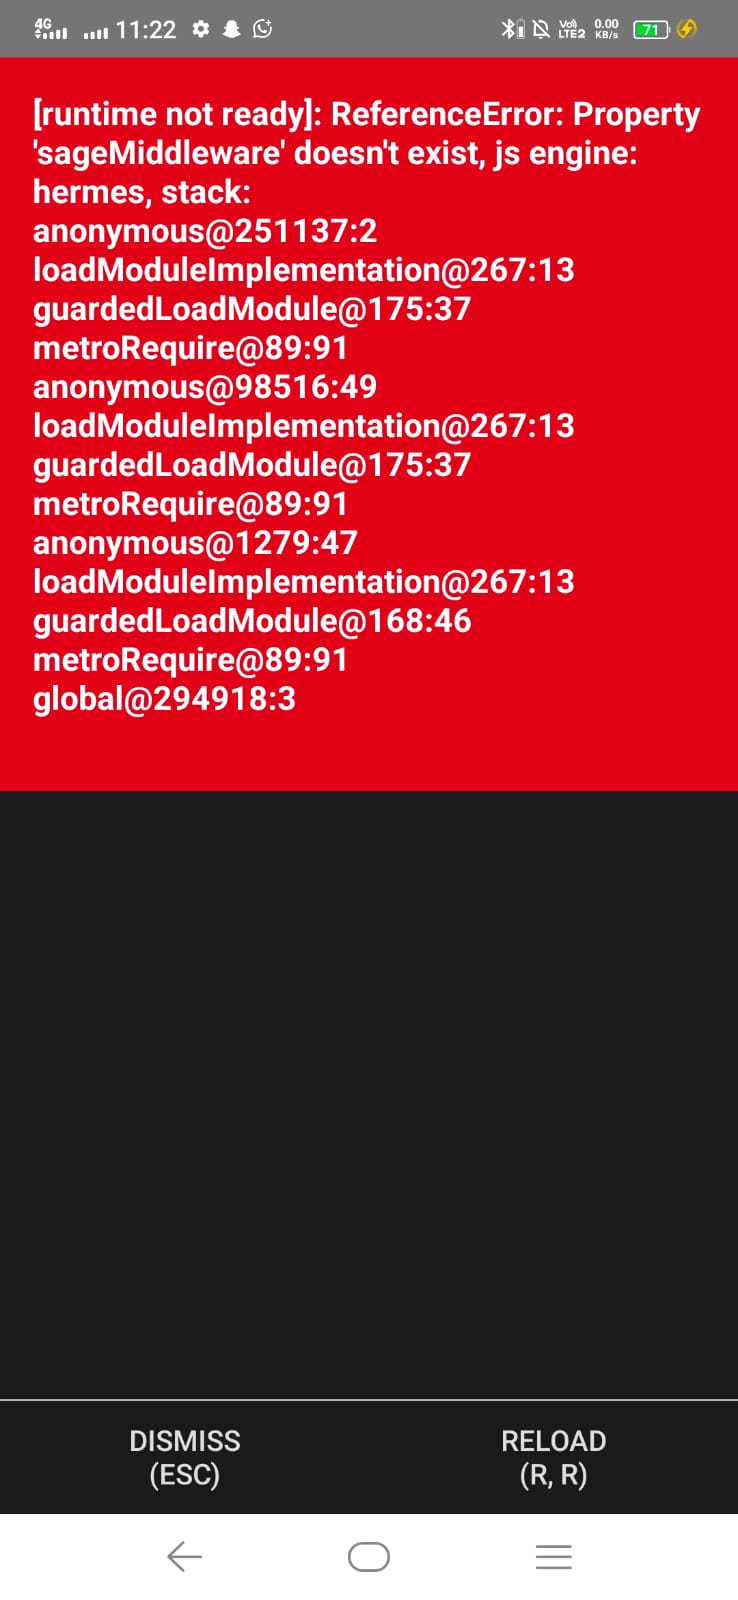 4G 11:22 Vo) LTE2 0.00 KB/s 71
[runtime not ready]: ReferenceError: Property
'sageMiddleware' doesn't exist, js engine:
hermes, stack:
anonymous@251137:2
loadModuleImplementation@267:13
guardedLoadModule@175:37
metroRequire@89:91
anonymous@98516:49
loadModuleImplementation@267:13
guardedLoadModule@175:37
metroRequire@89:91
anonymous@1279:47
loadModuleImplementation@267:13
guardedLoadModule@168:46
metroRequire@89:91
global@294918:3
DISMISS
(ESC)
RELOAD
(R, R)